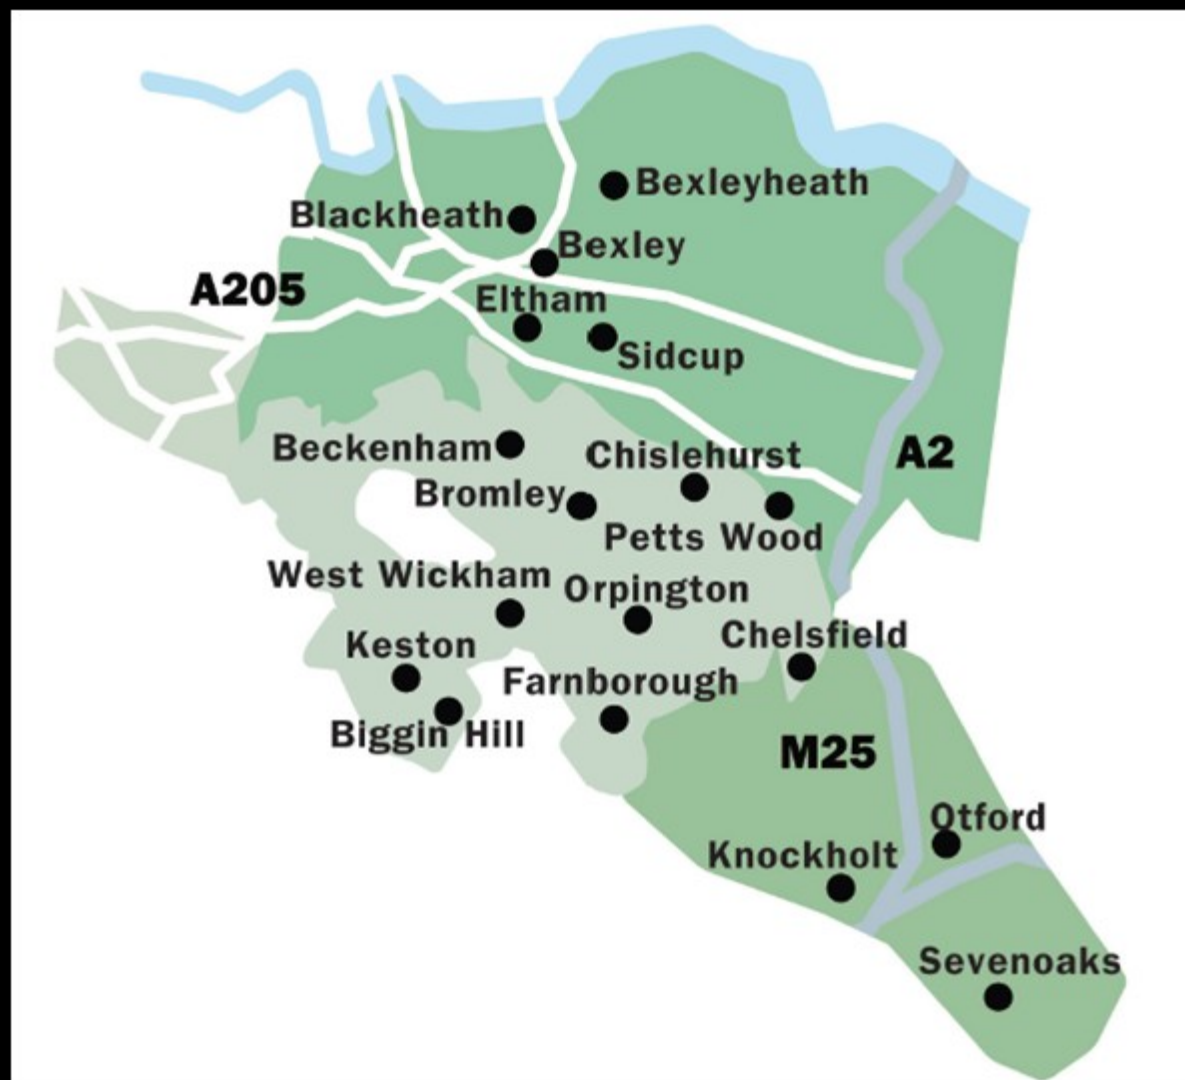 Bexleyheath
Blackheath
Bexley
A205
Eltham
Sidcup
Beckenham
Chislehurst
A2
Bromley
Petts Wood
West Wickham
Orpington
Chelsfield
Keston
Farnborough
Biggin Hill
M25
Otford
Knockholt
Sevenoaks